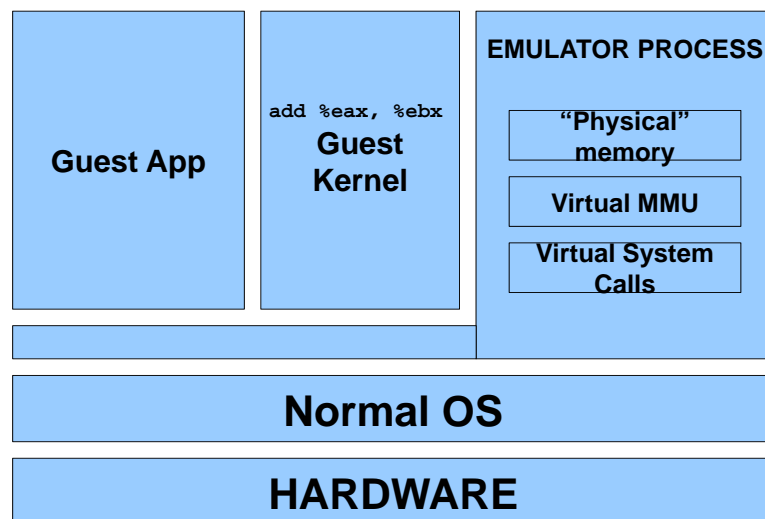 Guest App
add %eax, %ebx
Guest
Kernel
EMULATOR PROCESS
“Physical”
memory
Virtual MMU
Virtual System
Calls
Normal OS
HARDWARE